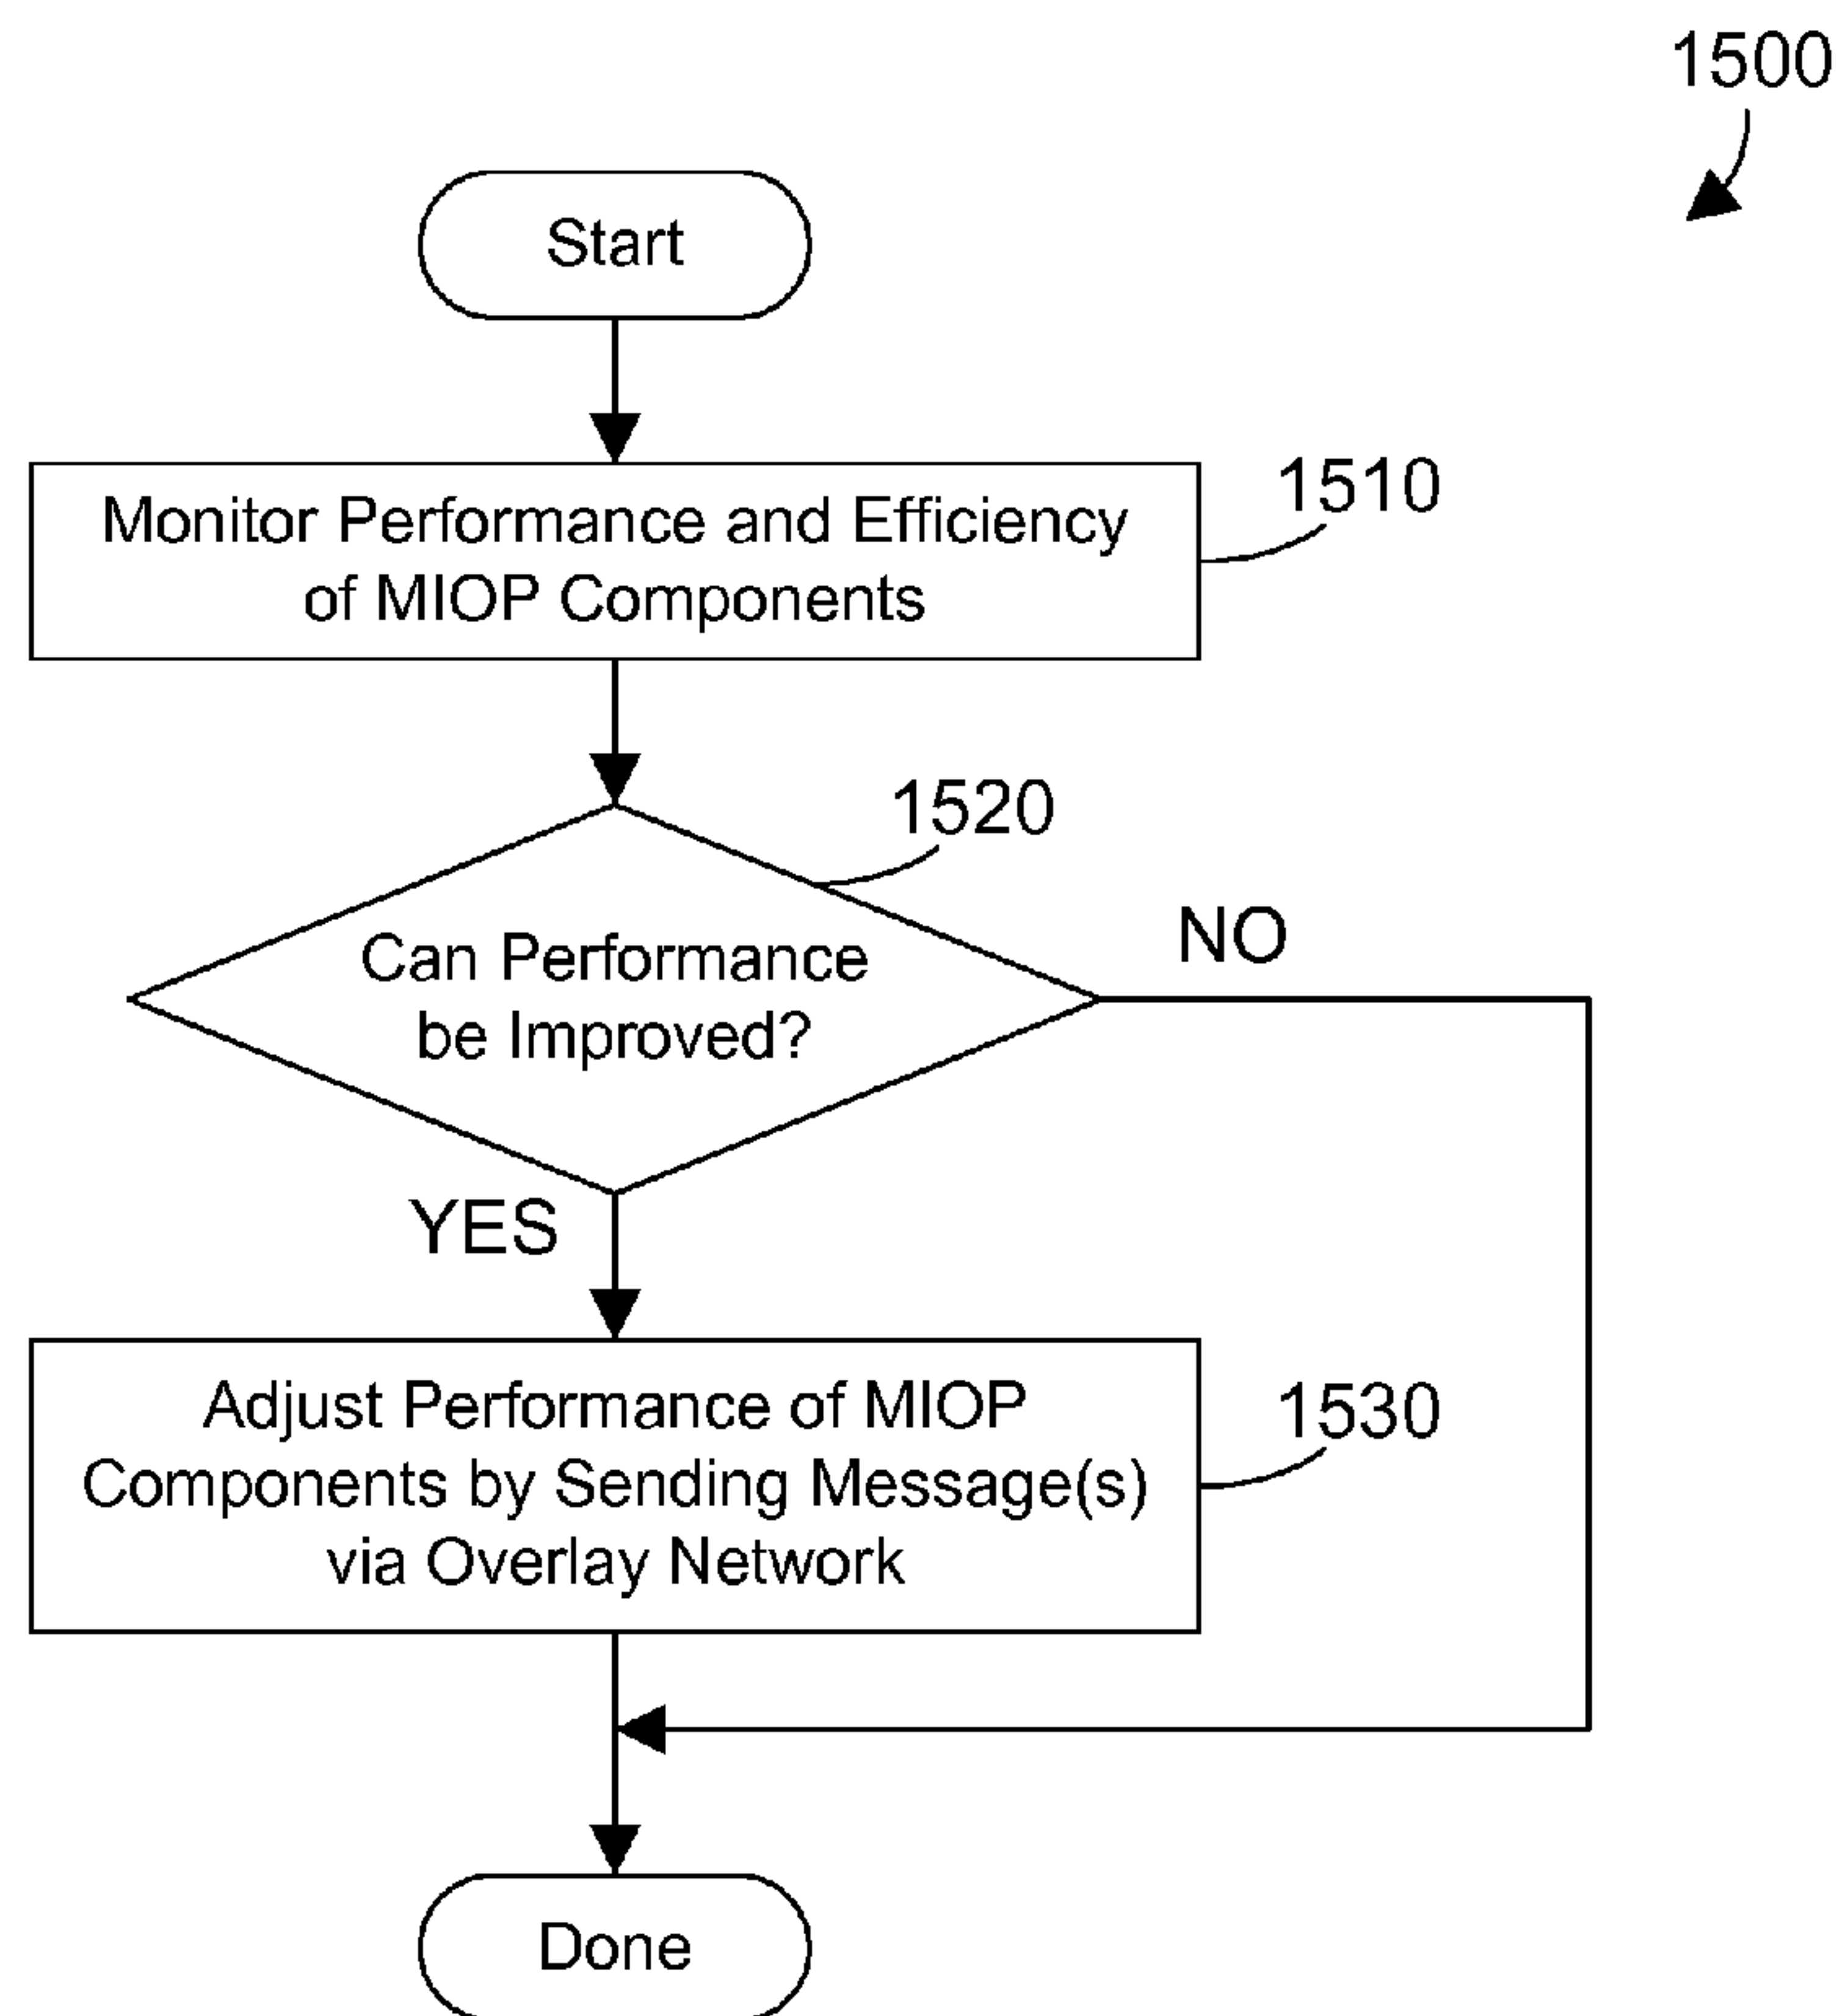 1500
Start
Monitor Performance and Efficiency
of MIOP Components
1510
1520
Can Performance
be Improved?
NO
YES
Adjust Performance of MIOP
Components by Sending Message(s)
via Overlay Network
1530
Done